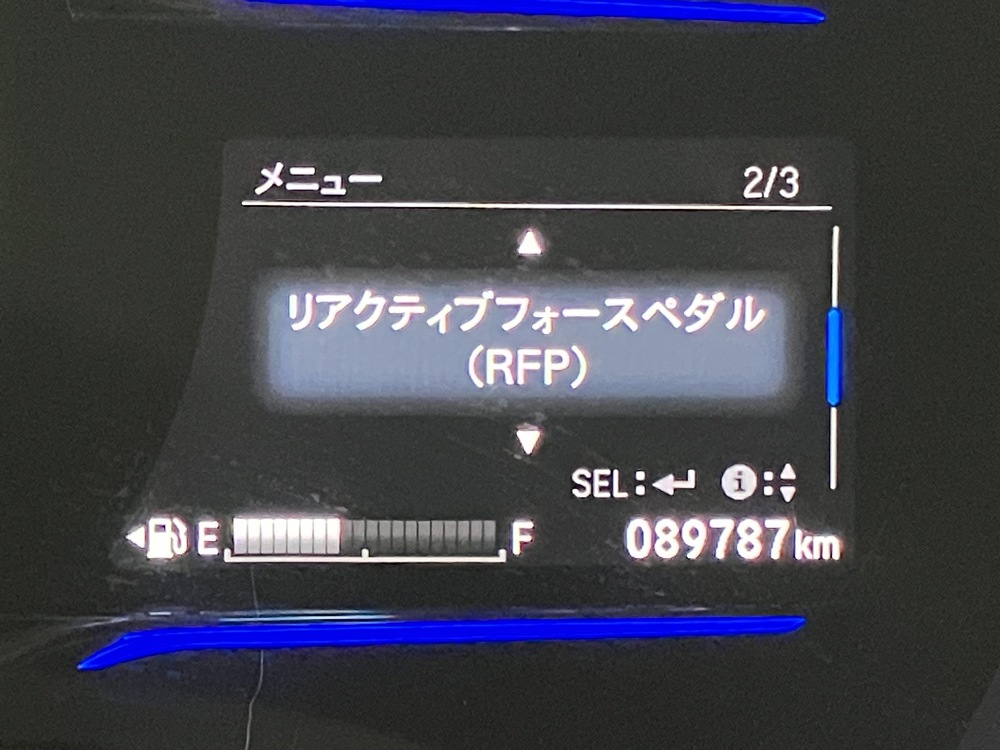 メニュー 2/3
リアクティブフォースペダル
(RFP)
SEL: i:
E F 089787km